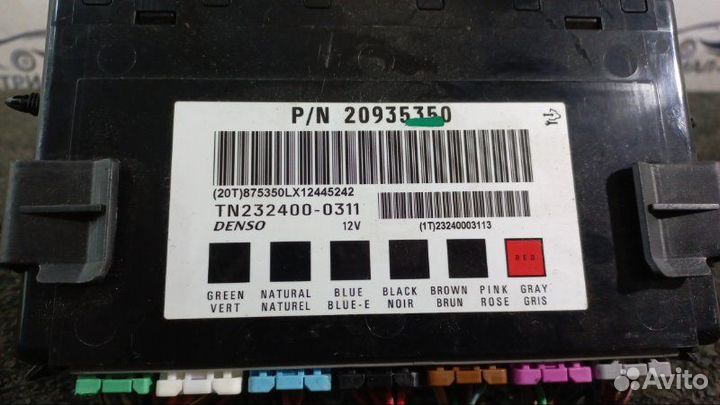 P/N 20935350
(20T)875350LX12445242
TN232400-0311
DENSO 12V
(1T)23240003113
RED
GREEN NATURAL BLUE BLACK BROWN PINK GRAY
VERT NATUREL BLUE-E NOIR BRUN ROSE GRIS
Avito